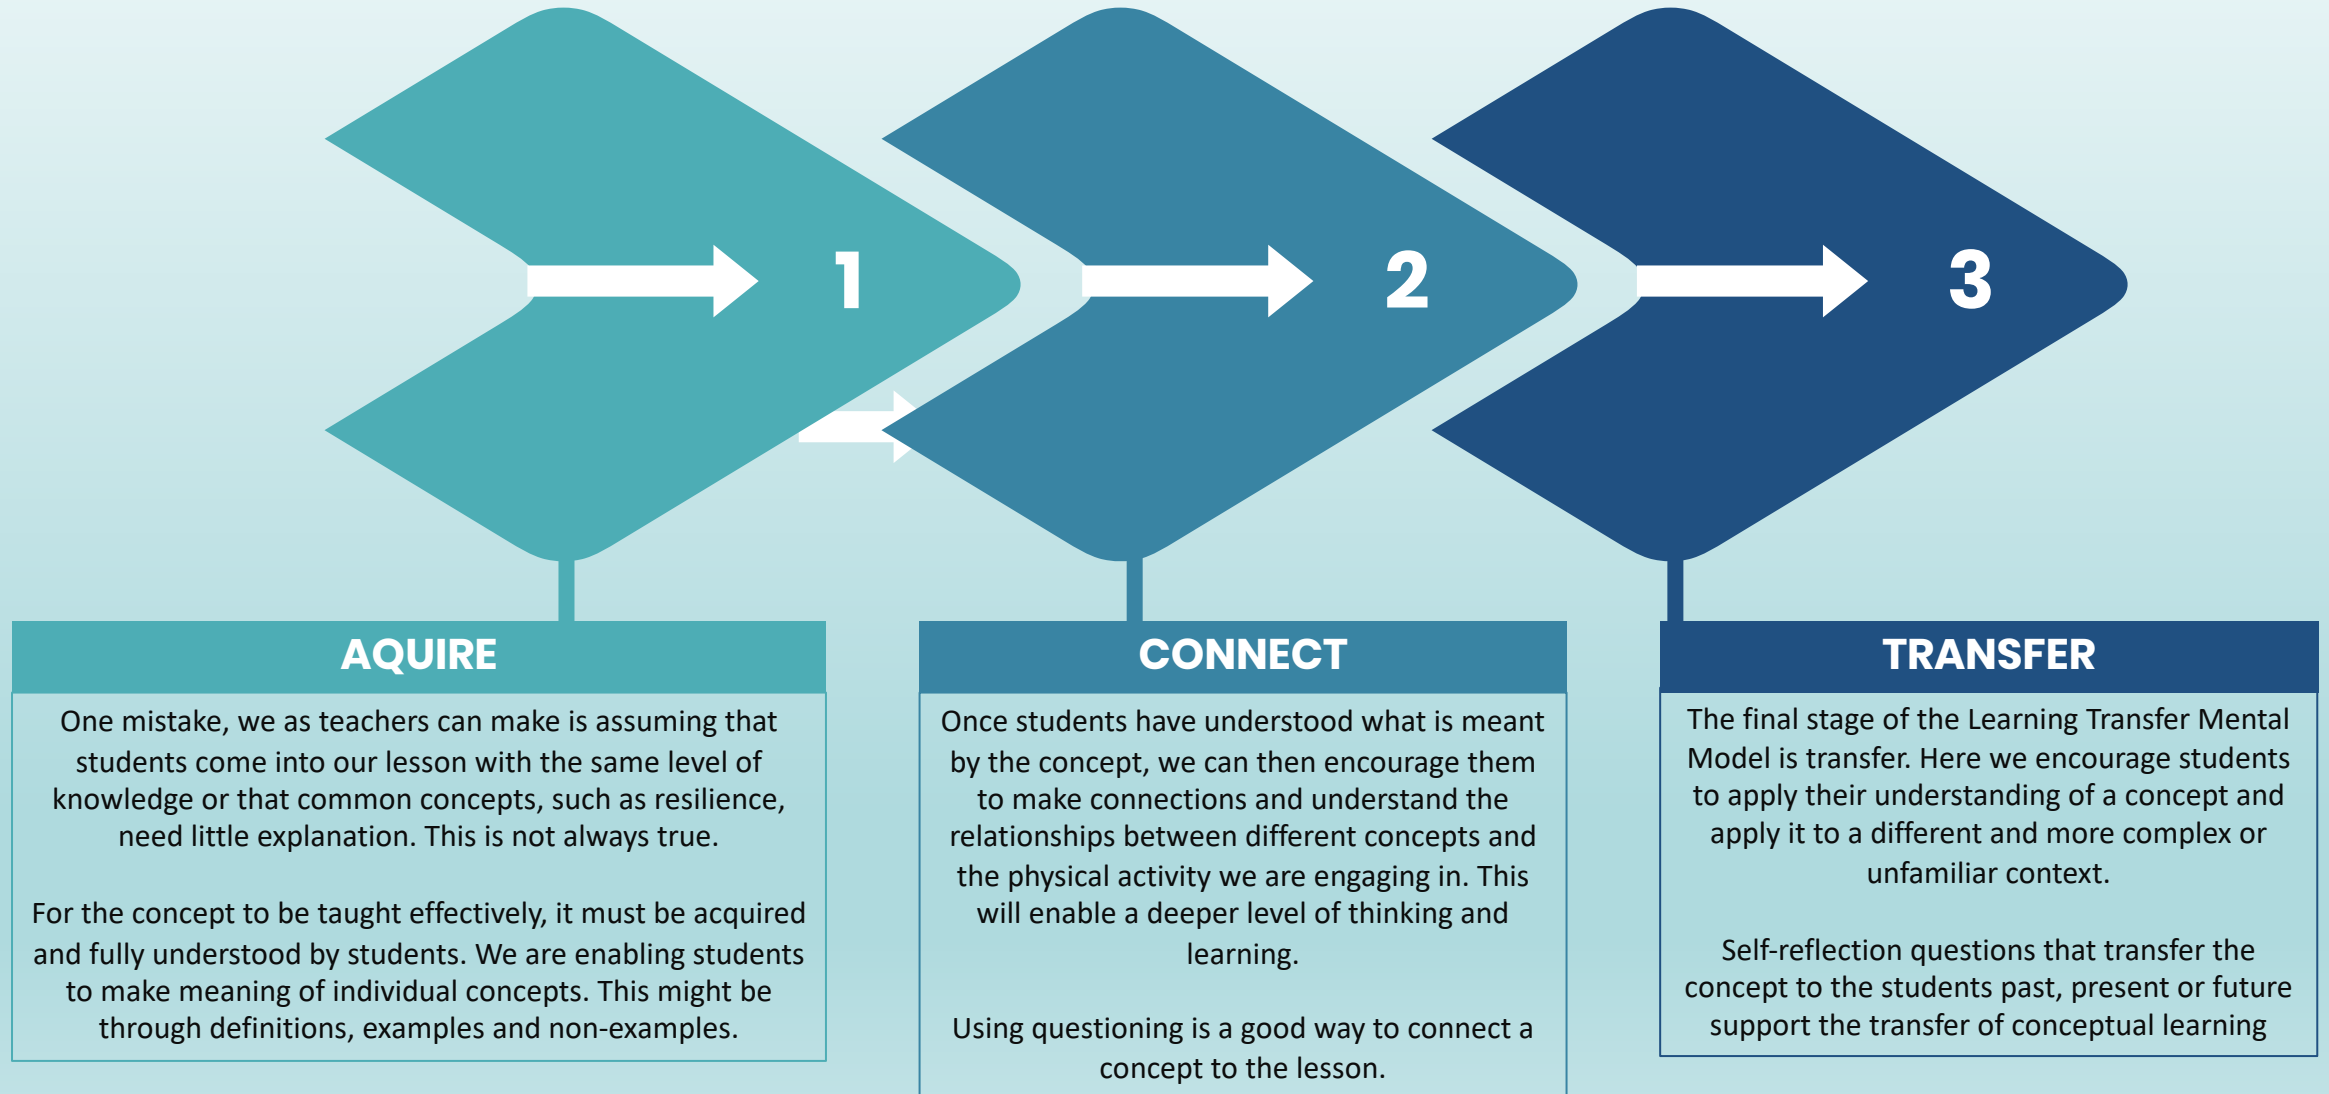 1
2
3
AQUIRE
One mistake, we as teachers can make is assuming that
students come into our lesson with the same level of
knowledge or that common concepts, such as resilience,
need little explanation. This is not always true.
For the concept to be taught effectively, it must be acquired
and fully understood by students. We are enabling students
to make meaning of individual concepts. This might be
through definitions, examples and non-examples.
CONNECT
Once students have understood what is meant
by the concept, we can then encourage them
to make connections and understand the
relationships between different concepts and
the physical activity we are engaging in. This
will enable a deeper level of thinking and
learning.
Using questioning is a good way to connect a
concept to the lesson.
TRANSFER
The final stage of the Learning Transfer Mental
Model is transfer. Here we encourage students
to apply their understanding of a concept and
apply it to a different and more complex or
unfamiliar context.
Self-reflection questions that transfer the
concept to the students past, present or future
support the transfer of conceptual learning